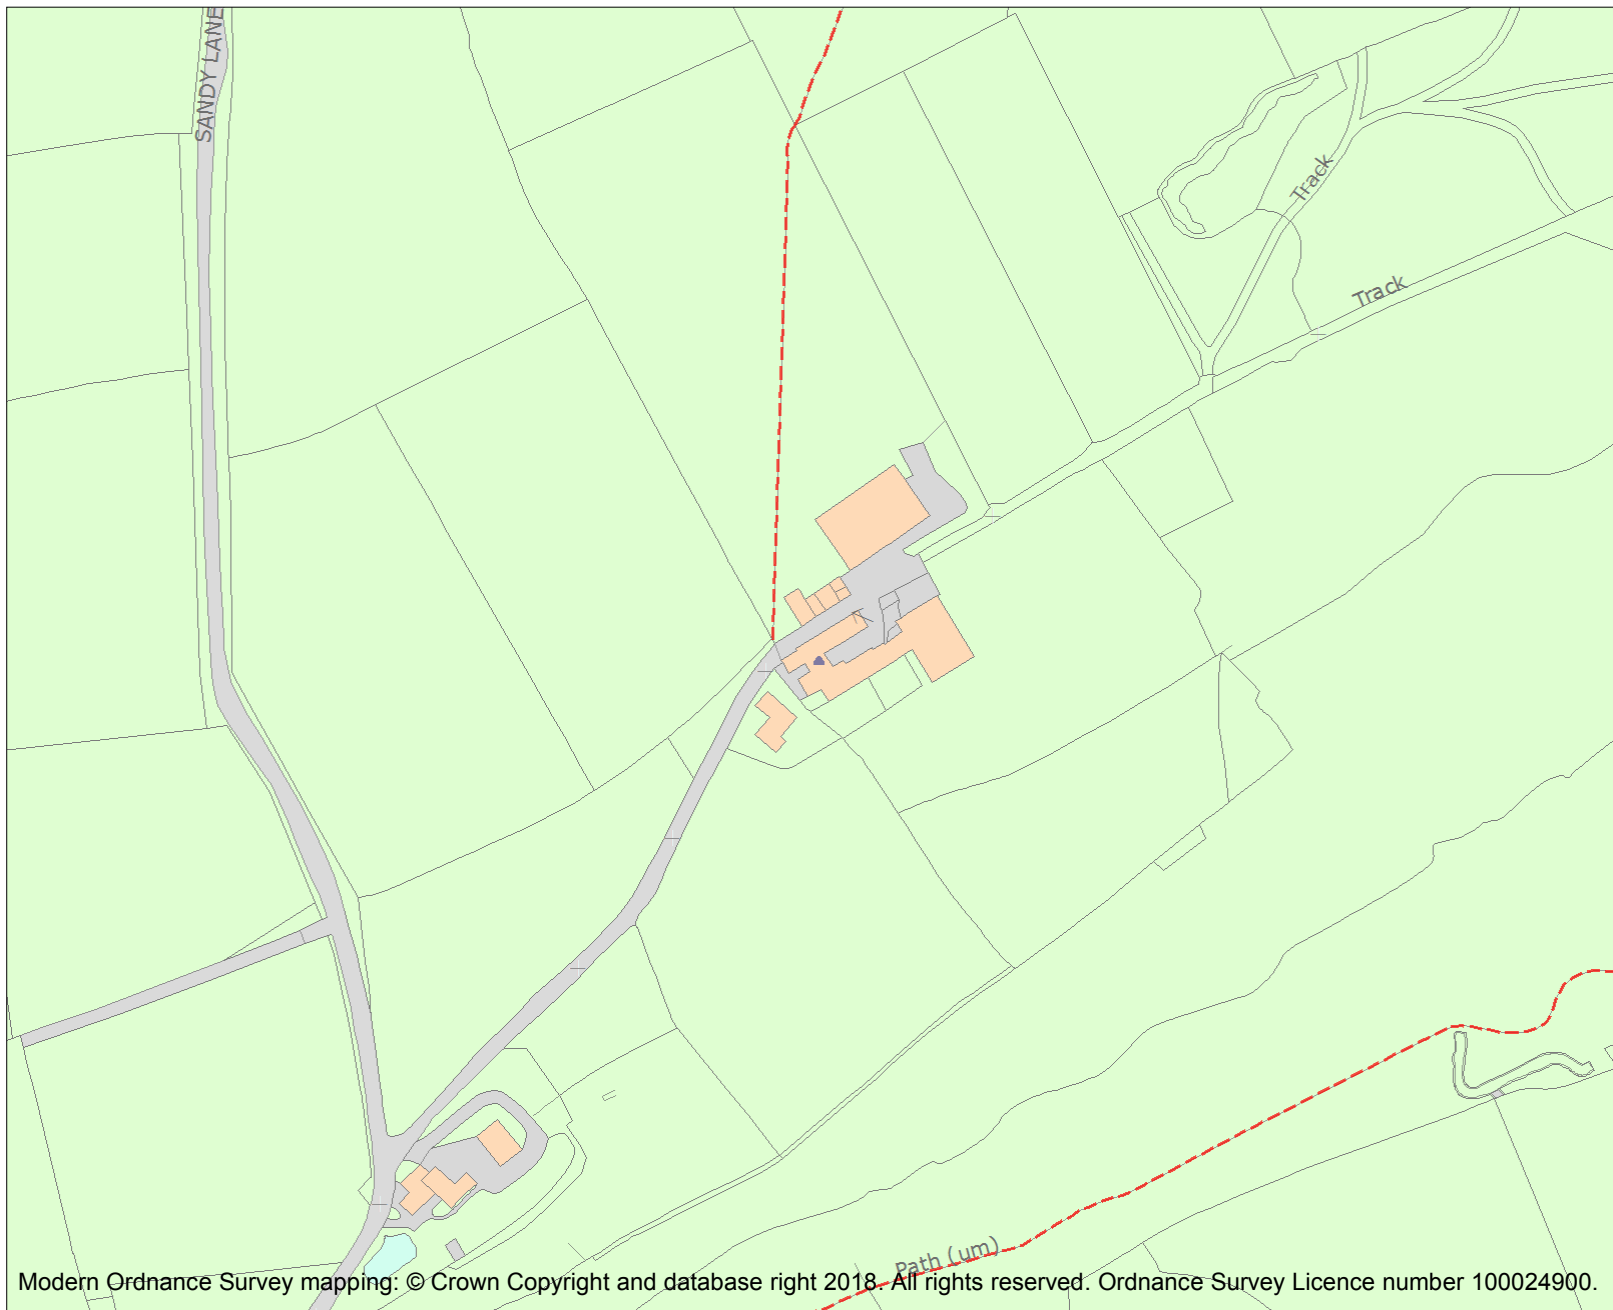 SANDY LANE
Track
Track
Path (um)
Modern Ordnance Survey mapping: © Crown Copyright and database right 2018. All rights reserved. Ordnance Survey Licence number 100024900.